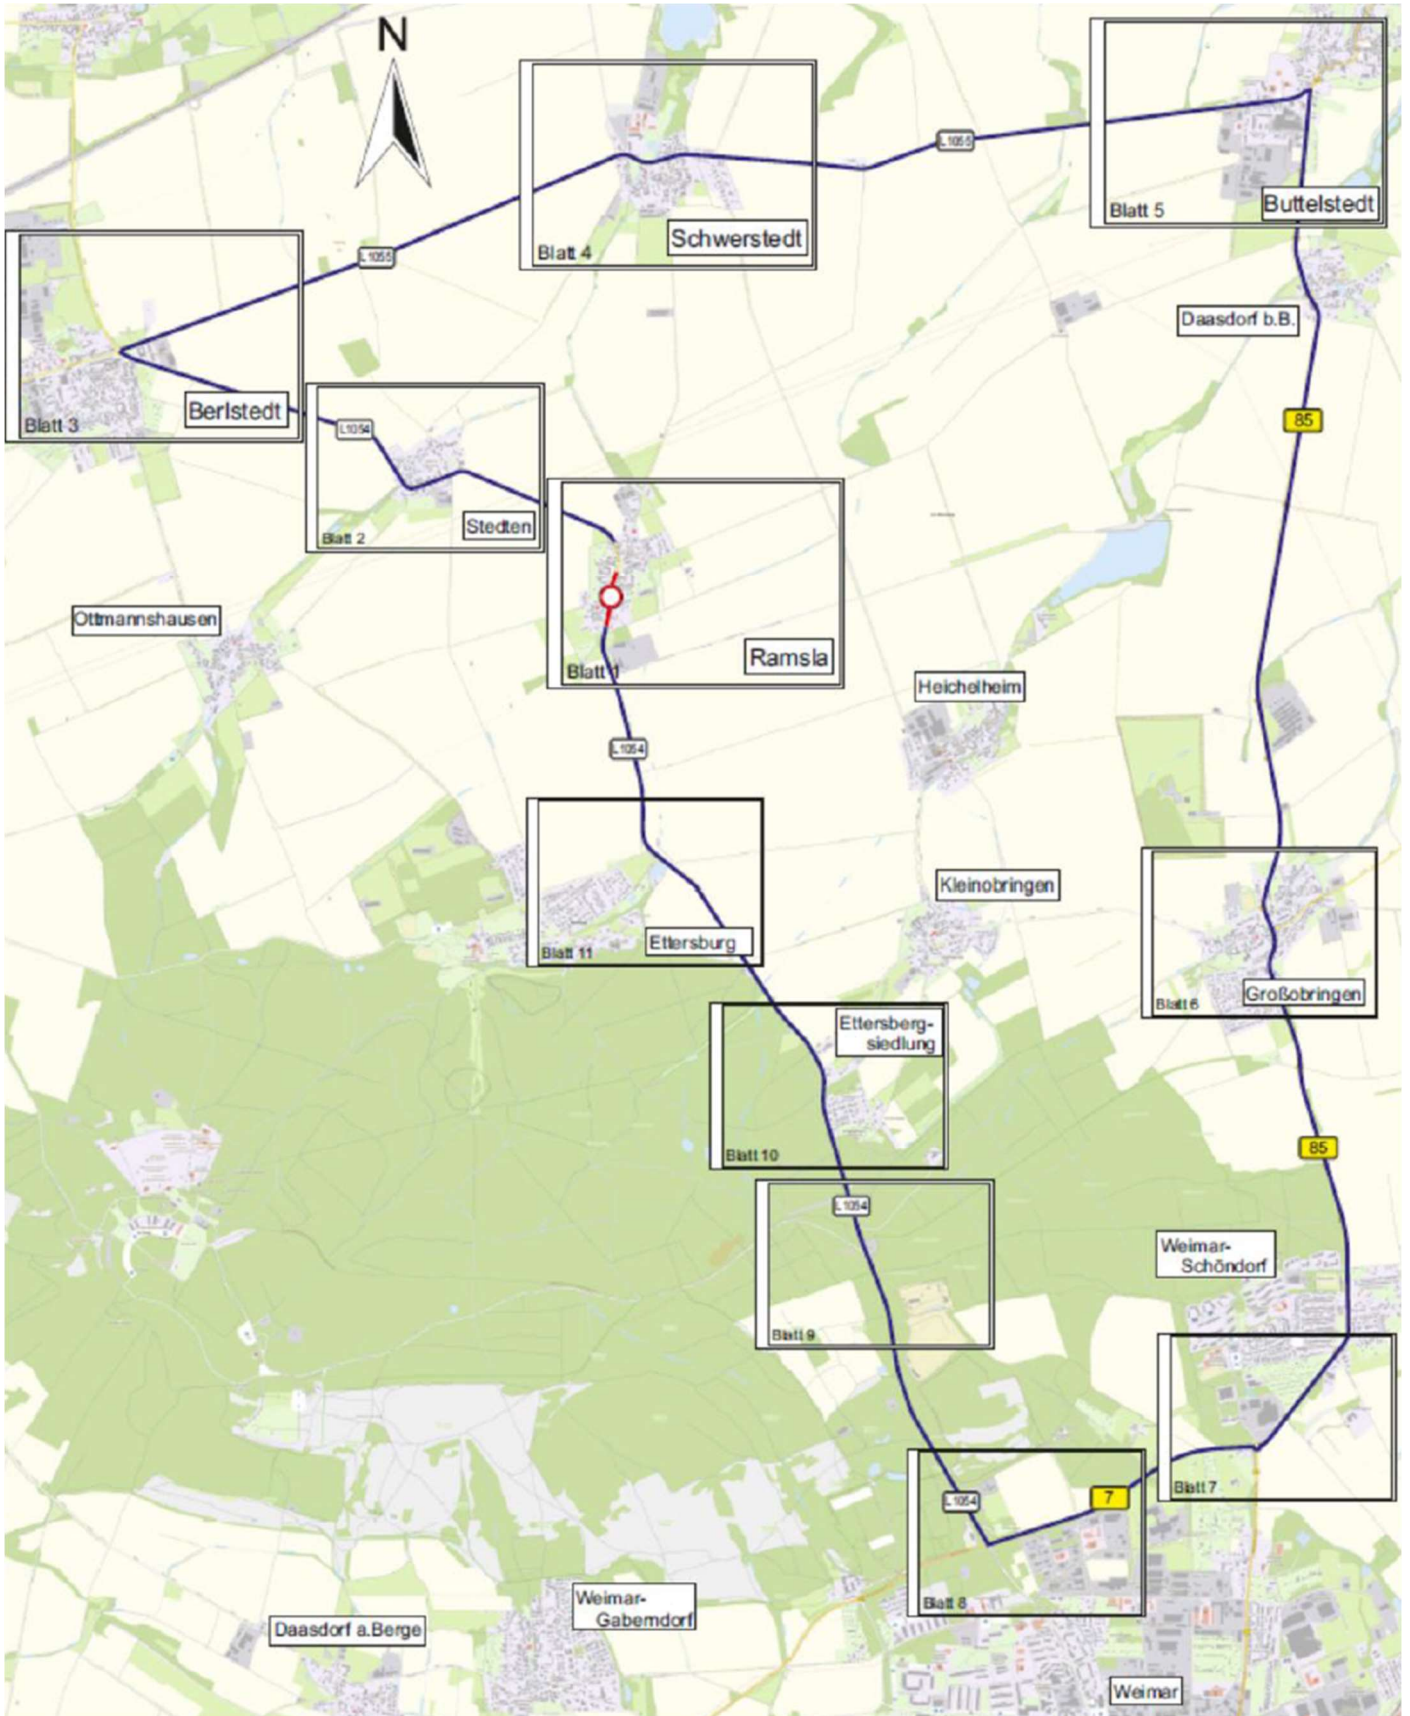 N
L1055
Blatt 5
Buttelstedt
Schwerstedt
Blatt 4
L1055
Daasdorf b.B.
Berlstedt
Blatt 3
L1054
85
Stedten
Blatt 2
Ottmannshausen
Ramsla
Blatt 1
Heichelheim
L1054
Kleinobringen
Ettersburg
Blatt 11
Großobringen
Blatt 6
Ettersberg-
siedlung
Blatt 10
85
L1054
Weimar-
Schöndorf
Blatt 9
Blatt 7
L1054
7
Blatt 8
Weimar-
Gaberndorf
Daasdorf a.Berge
Weimar